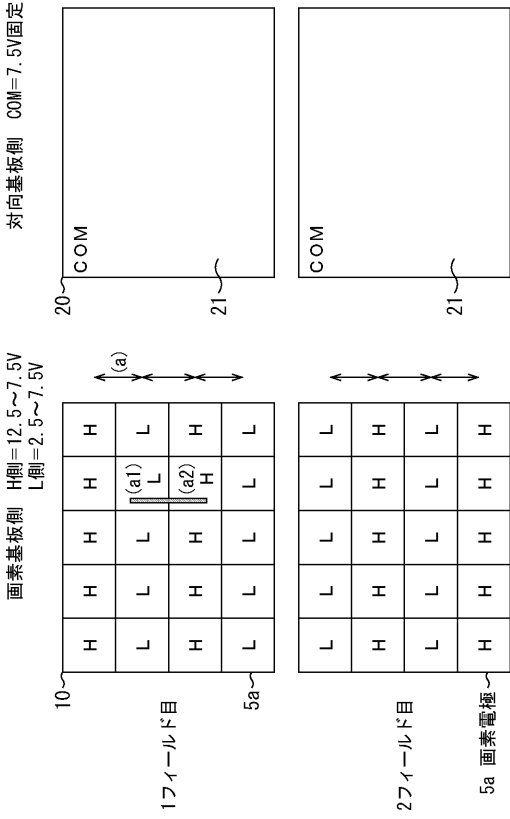 画素基板側 H側=12.5～7.5V
L側=2.5～7.5V
対向基板側 COM=7.5V固定
10
20
1フィールド目
H H H H H
L L L (a1) L L
H H H (a2) H H
L L L L L
(a)
5a
COM
21
2フィールド目
L L L L L
H H H H H
L L L L L
H H H H H
5a 画素電極
COM
21